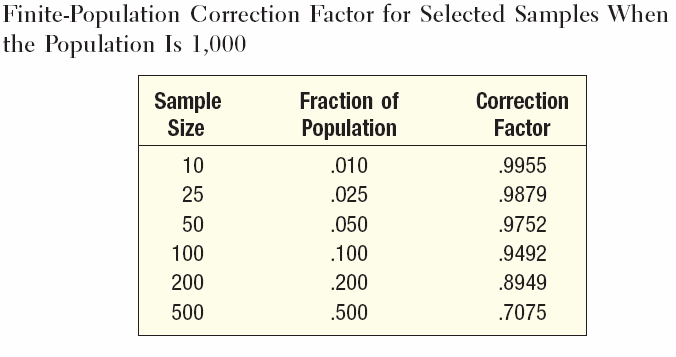 Finite-Population Correction Factor for Selected Samples When
the Population Is 1,000
Sample Fraction of Correction
Size Population Factor
10 .010 .9955
25 .025 .9879
50 .050 .9752
100 .100 .9492
200 .200 .8949
500 .500 .7075